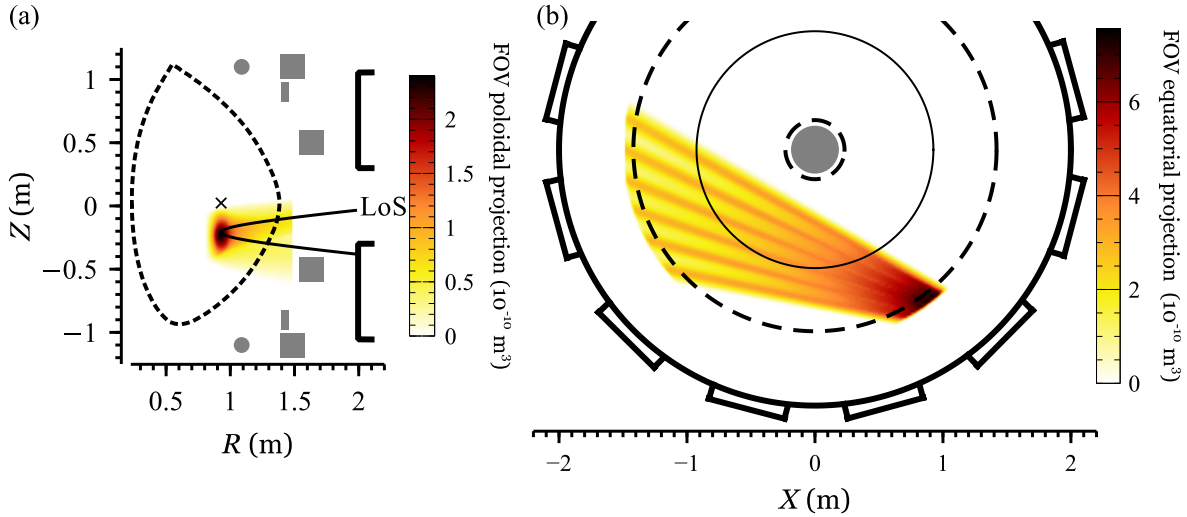 (a)
1
0.5
0
−0.5
−1
Z (m)
0.5 1 1.5 2
R (m)
LoS
2
1.5
1
0.5
0
FOV poloidal projection (10⁻¹⁰ m³)
(b)
6
4
2
0
FOV equatorial projection (10⁻¹⁰ m³)
−2 −1 0 1 2
X (m)